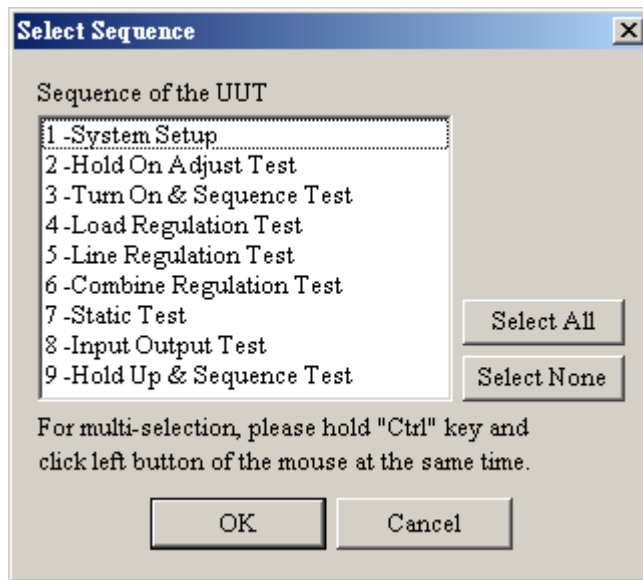 Select Sequence
Sequence of the UUT
1 -System Setup
2 -Hold On Adjust Test
3 -Turn On & Sequence Test
4 -Load Regulation Test
5 -Line Regulation Test
6 -Combine Regulation Test
7 -Static Test
8 -Input Output Test
9 -Hold Up & Sequence Test
Select All
Select None
For multi-selection, please hold "Ctrl" key and
click left button of the mouse at the same time.
OK
Cancel